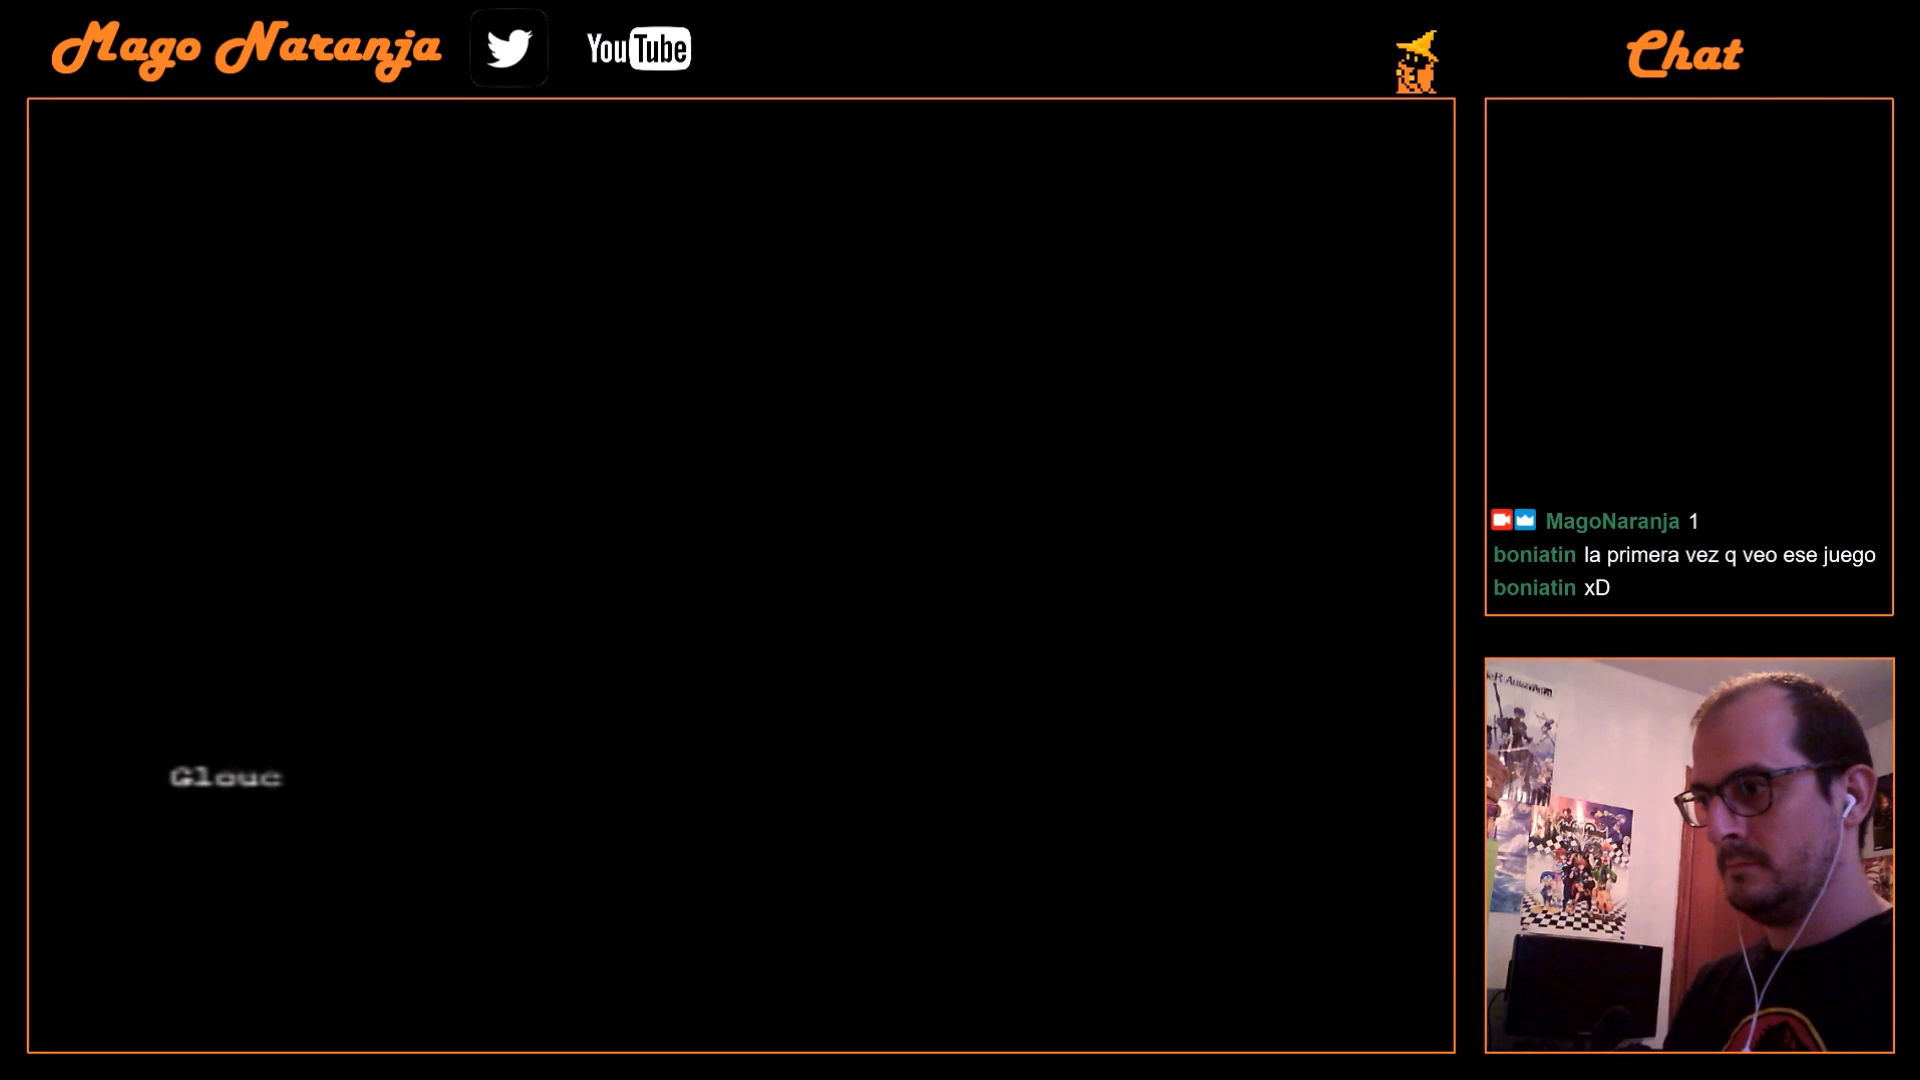 Mago Naranja
YouTube
Chat
MagoNaranja 1
boniatin la primera vez q veo ese juego
boniatin xD
Glouc